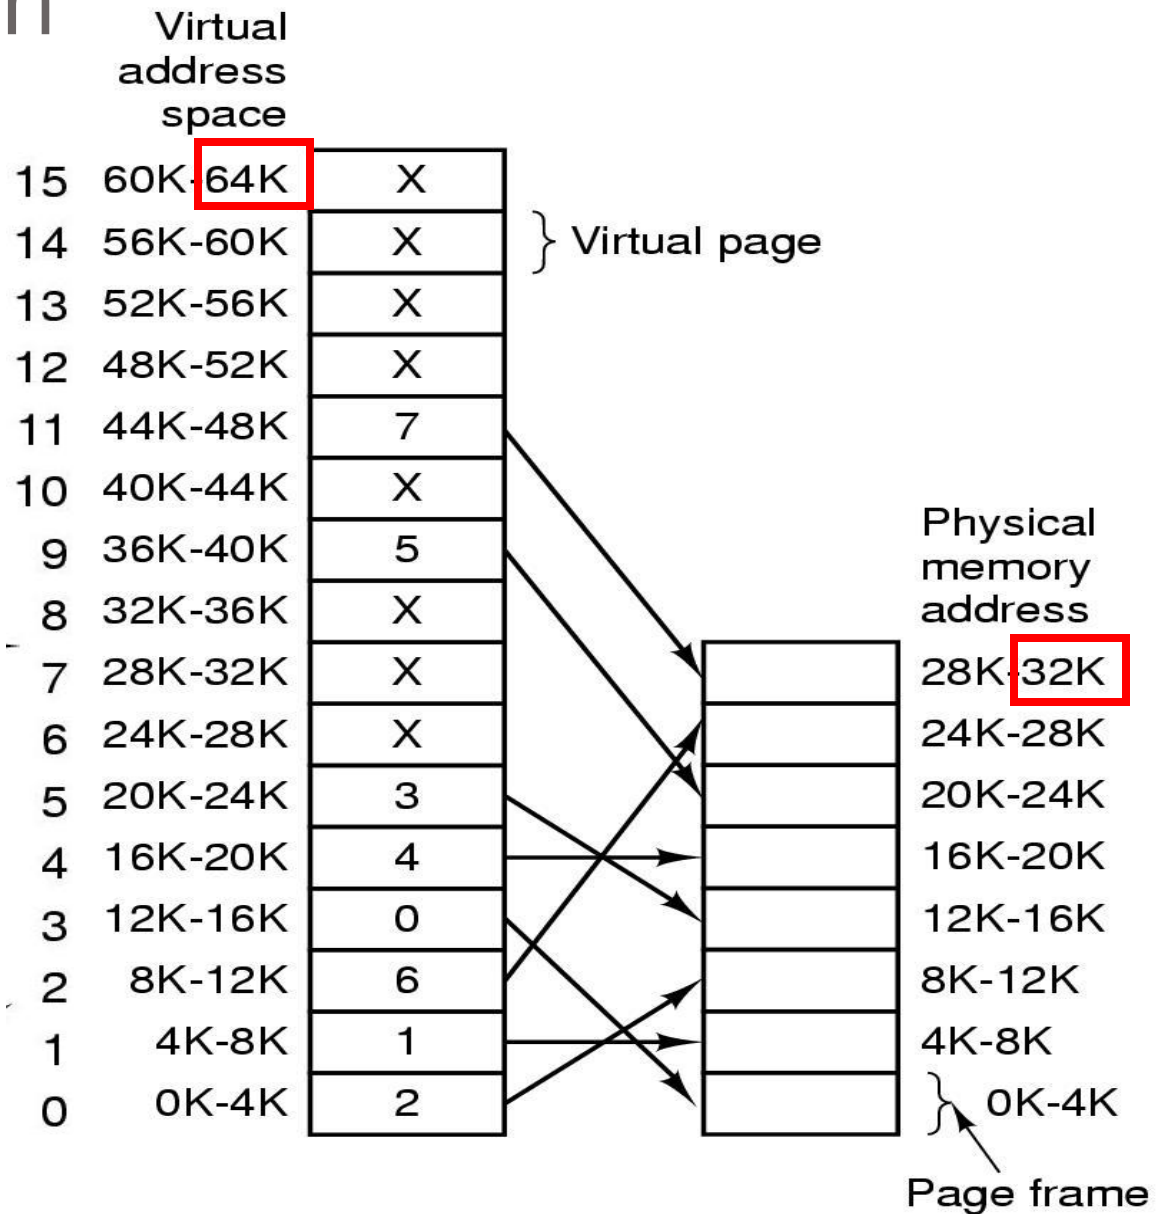 Virtual
address
space
15 60K-64K X
14 56K-60K X Virtual page
13 52K-56K X
12 48K-52K X
11 44K-48K 7
10 40K-44K X
9 36K-40K 5
8 32K-36K X
Physical
memory
address
7 28K-32K X 28K-32K
6 24K-28K X 24K-28K
5 20K-24K 3 20K-24K
4 16K-20K 4 16K-20K
3 12K-16K 0 12K-16K
2 8K-12K 6 8K-12K
1 4K-8K 1 4K-8K
0 0K-4K 2 0K-4K
Page frame